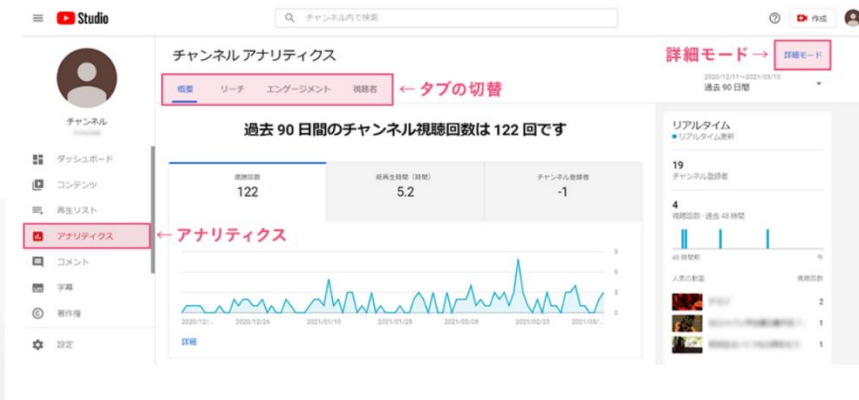 Studio
チャンネル内で検索
作成
チャンネル アナリティクス
詳細モード →
詳細モード
概要
リーチ
エンゲージメント
視聴者
← タブの切替
過去 90 日間
チャンネル
過去 90 日間のチャンネル視聴回数は 122 回です
リアルタイム
リアルタイム更新
19
チャンネル登録者
ダッシュボード
コンテンツ
再生リスト
アナリティクス
← アナリティクス
コメント
字幕
著作権
設定
視聴回数
122
総再生時間（時間）
5.2
チャンネル登録者
-1
4
視聴回数 · 過去 48 時間
48 時間前
今
人気の動画
視聴回数
2
1
1
9
6
3
0
2020/12/...
2020/12/26
2021/01/10
2021/01/25
2021/02/08
2021/02/23
2021/03/...
詳細